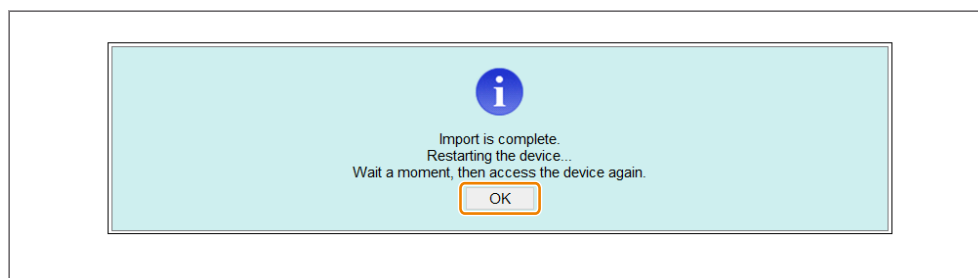 Import is complete.
Restarting the device...
Wait a moment, then access the device again.
OK